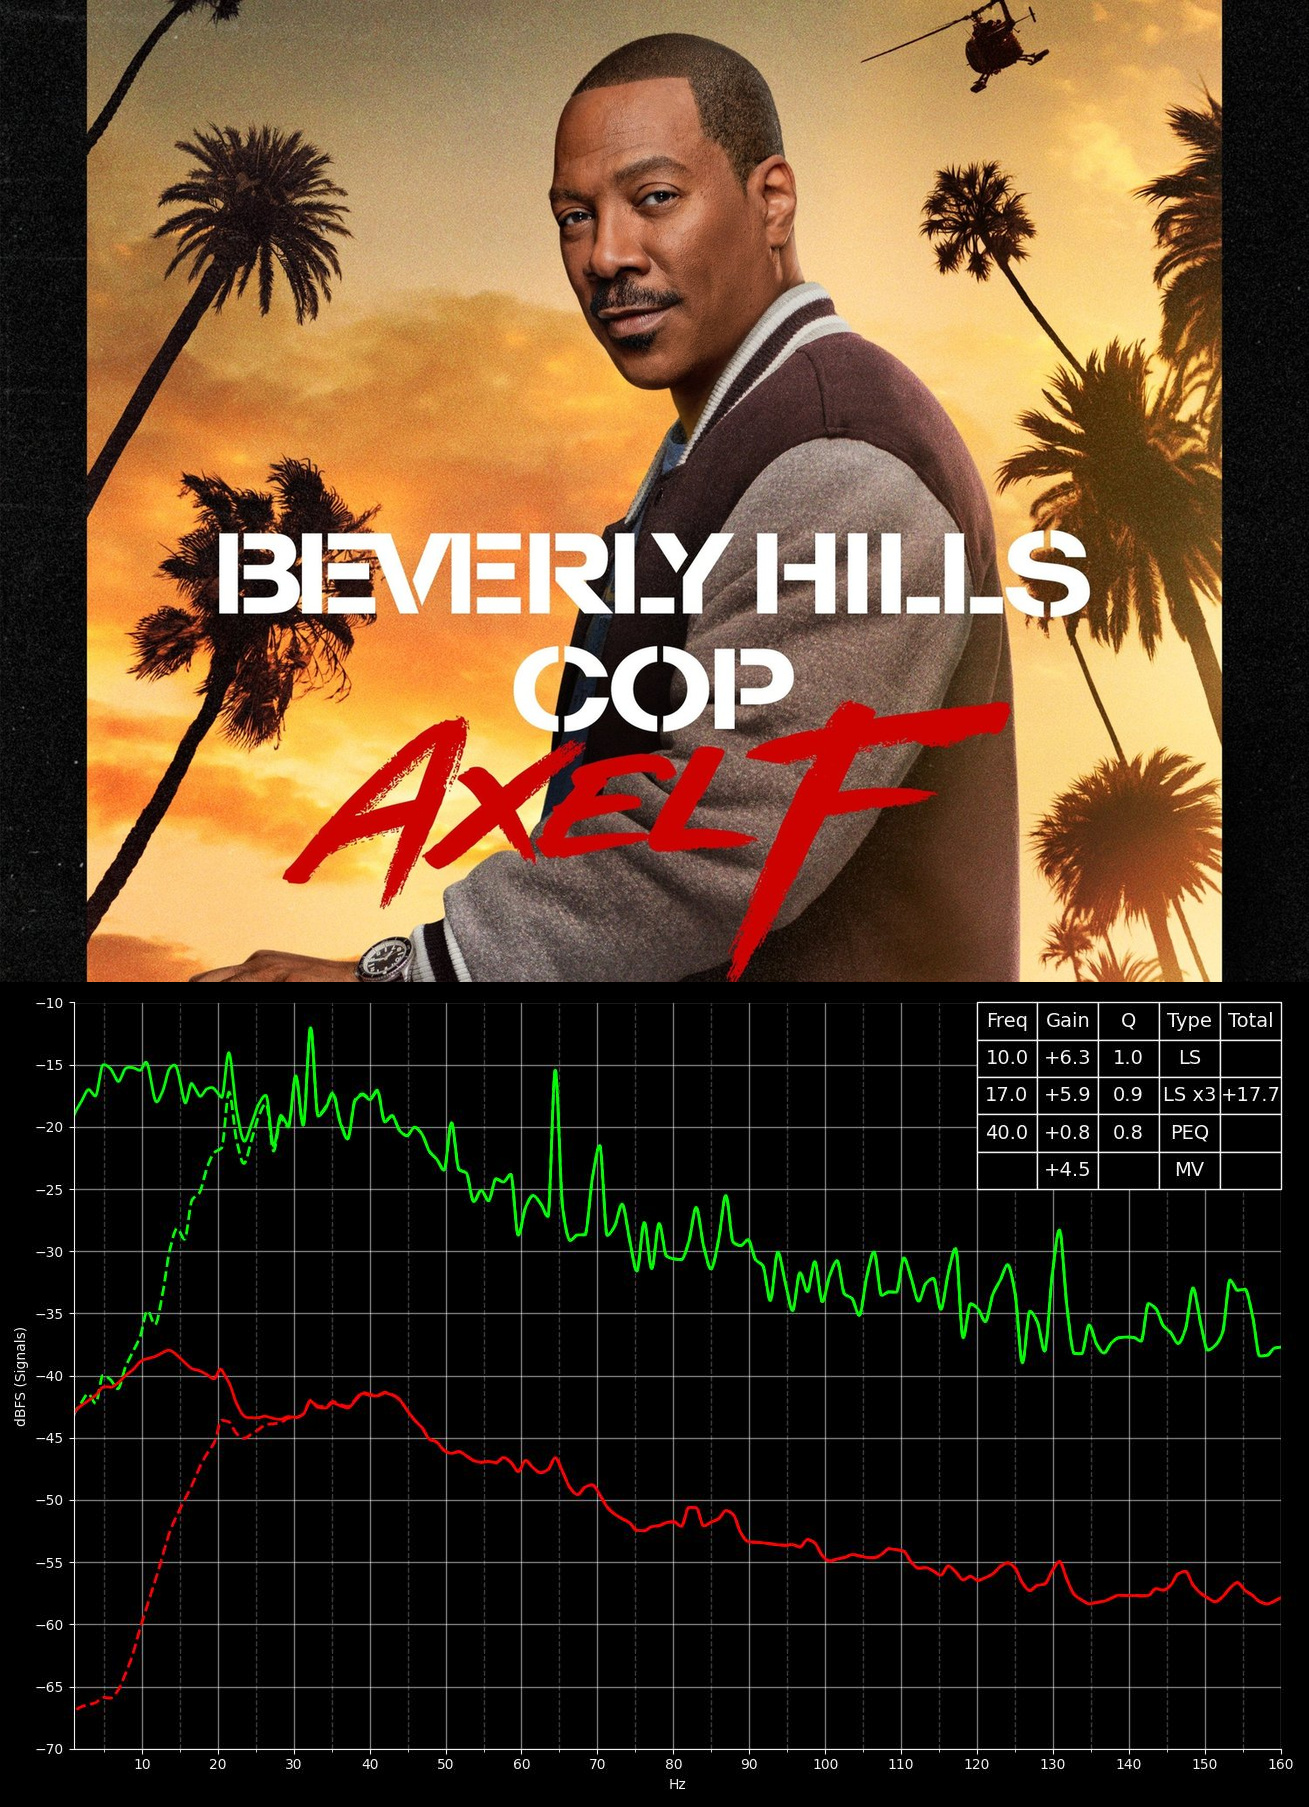 BEVERLY HILLS
COP
AXEL F
Freq Gain Q Type Total
10.0 +6.3 1.0 LS
17.0 +5.9 0.9 LS x3 +17.7
40.0 +0.8 0.8 PEQ
+4.5 MV
−10
−15
−20
−25
−30
−35
−40
−45
−50
−55
−60
−65
−70
dBFS (Signals)
10 20 30 40 50 60 70 80 90 100 110 120 130 140 150 160
Hz